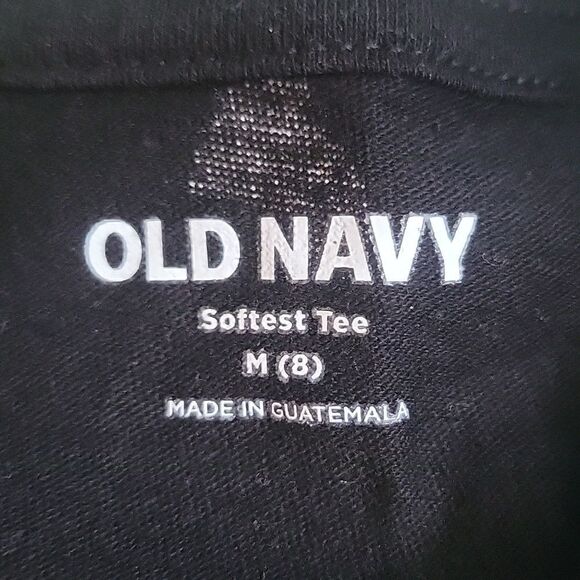 OLD NAVY
Softest Tee
M (8)
MADE IN GUATEMALA